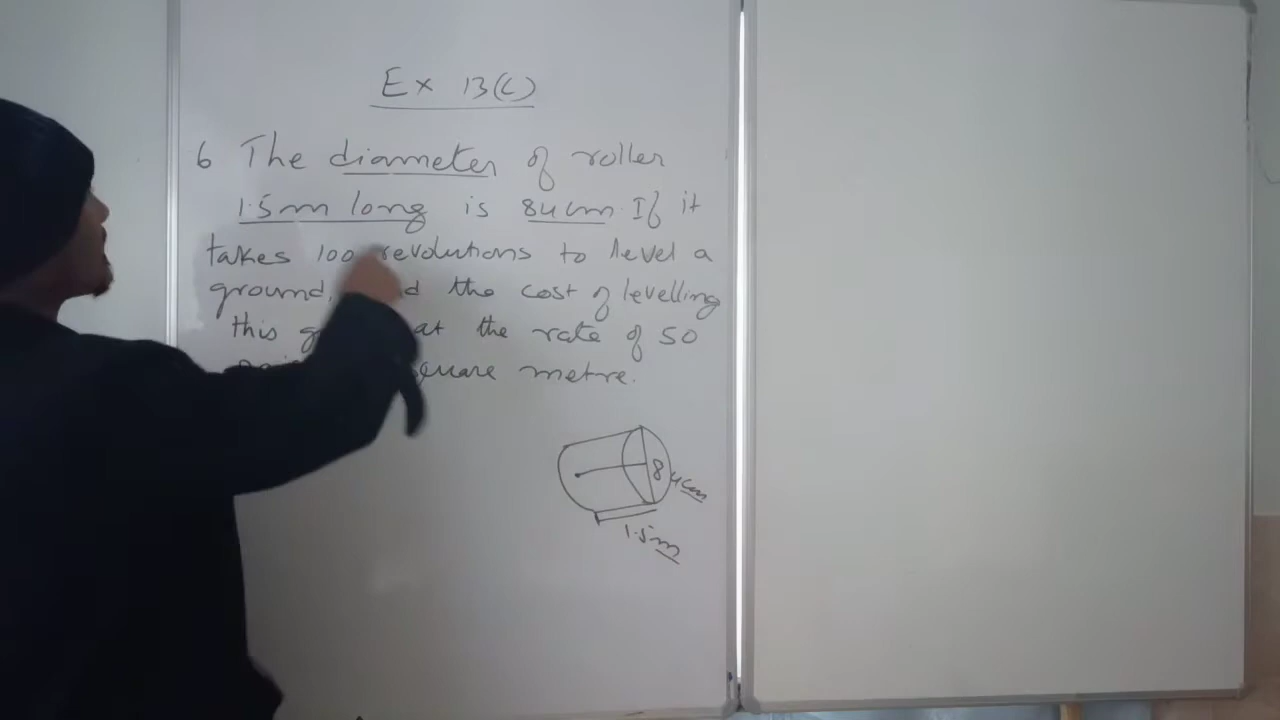 Ex 13(C)
6 The diameter of roller
1.5m long is 84cm. If it
takes 100 revolutions to level a
ground, the cost of levelling
this at the rate of 50
square metre.
84cm
1.5m